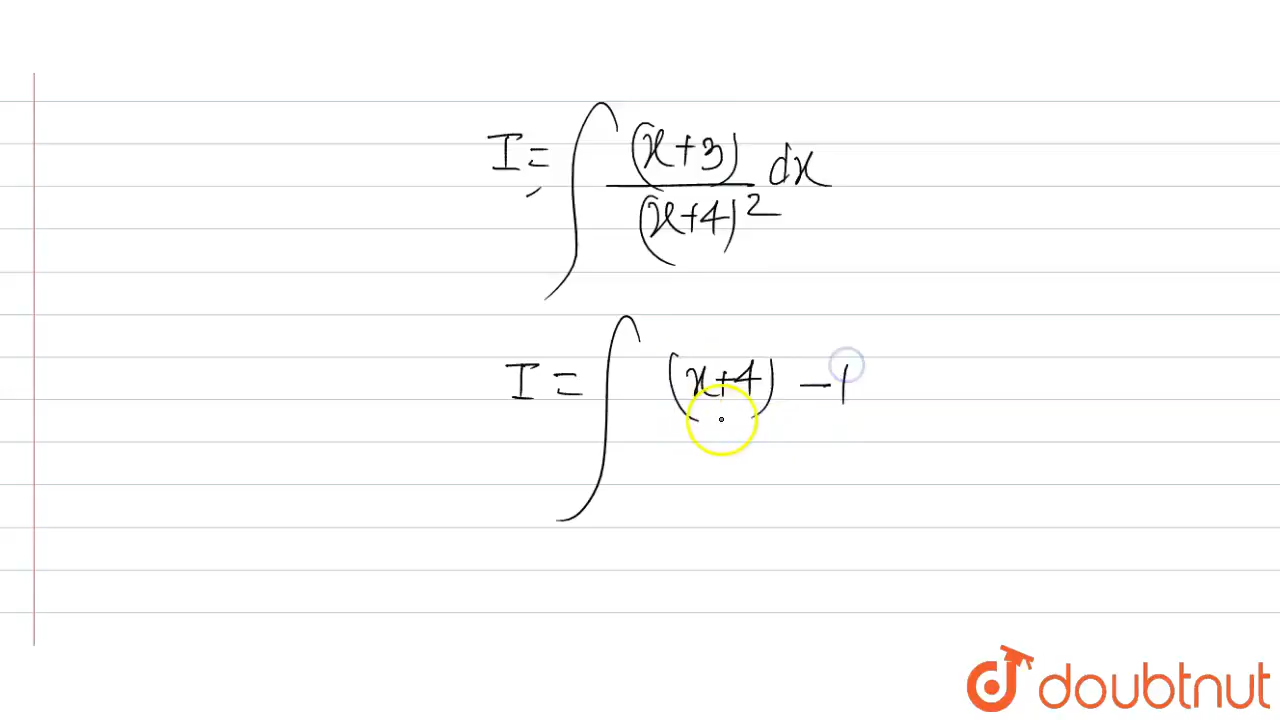 I = ∫ (x+3)/(x+4)² dx
I = ∫ (x+4) - 1
doubtnut